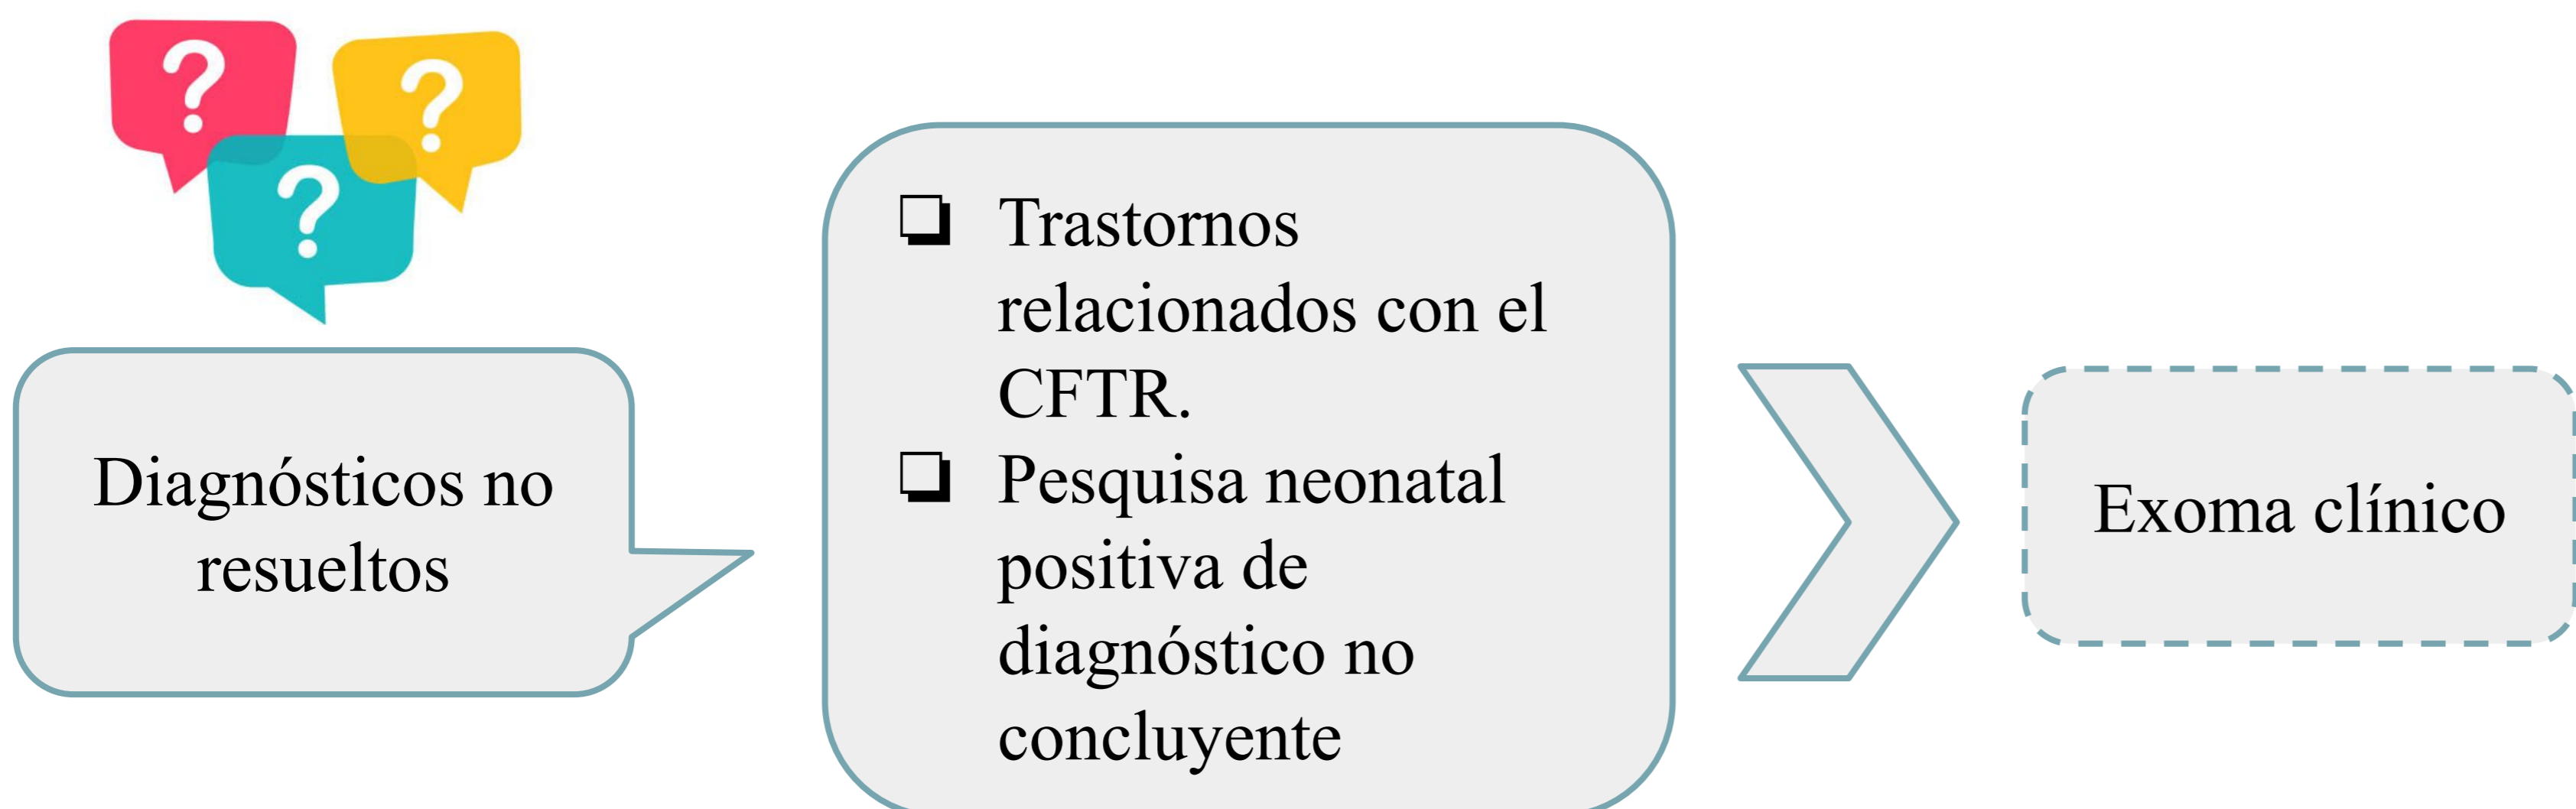 ?
?
?
Diagnósticos no
resueltos
❑ Trastornos
relacionados con el
CFTR.
❑ Pesquisa neonatal
positiva de
diagnóstico no
concluyente
Exoma clínico